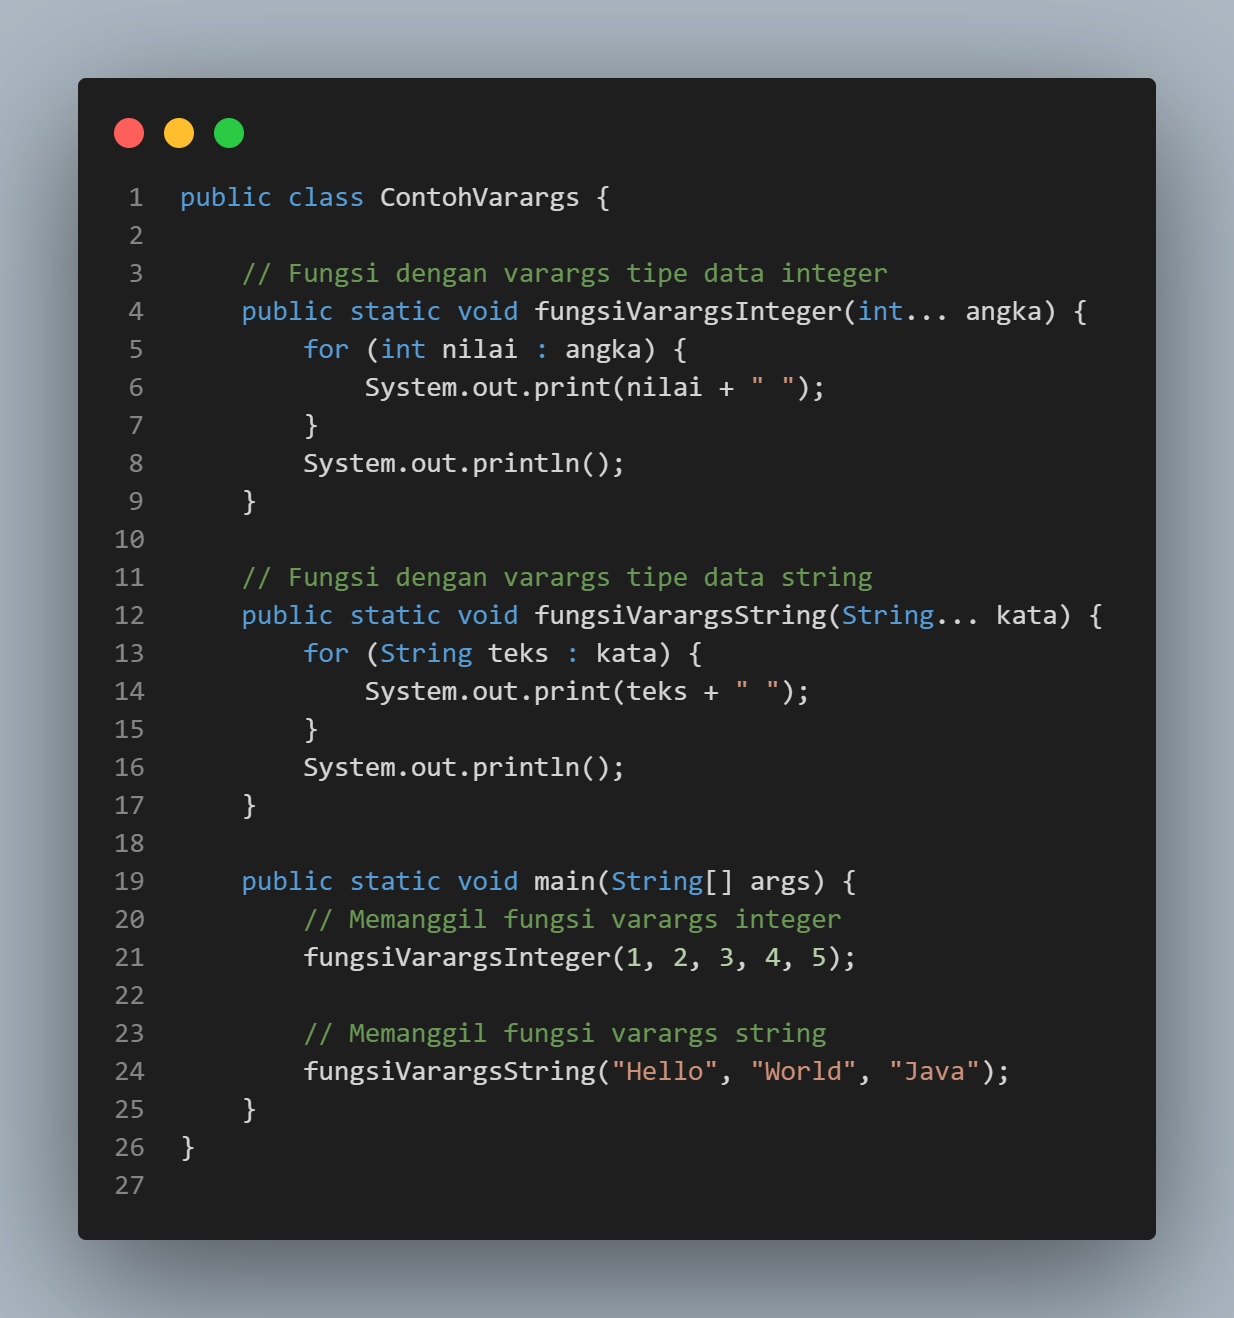 1 public class ContohVarargs {
2
3     // Fungsi dengan varargs tipe data integer
4     public static void fungsiVarargsInteger(int... angka) {
5         for (int nilai : angka) {
6             System.out.print(nilai + " ");
7         }
8         System.out.println();
9     }
10
11     // Fungsi dengan varargs tipe data string
12     public static void fungsiVarargsString(String... kata) {
13         for (String teks : kata) {
14             System.out.print(teks + " ");
15         }
16         System.out.println();
17     }
18
19     public static void main(String[] args) {
20         // Memanggil fungsi varargs integer
21         fungsiVarargsInteger(1, 2, 3, 4, 5);
22
23         // Memanggil fungsi varargs string
24         fungsiVarargsString("Hello", "World", "Java");
25     }
26 }
27